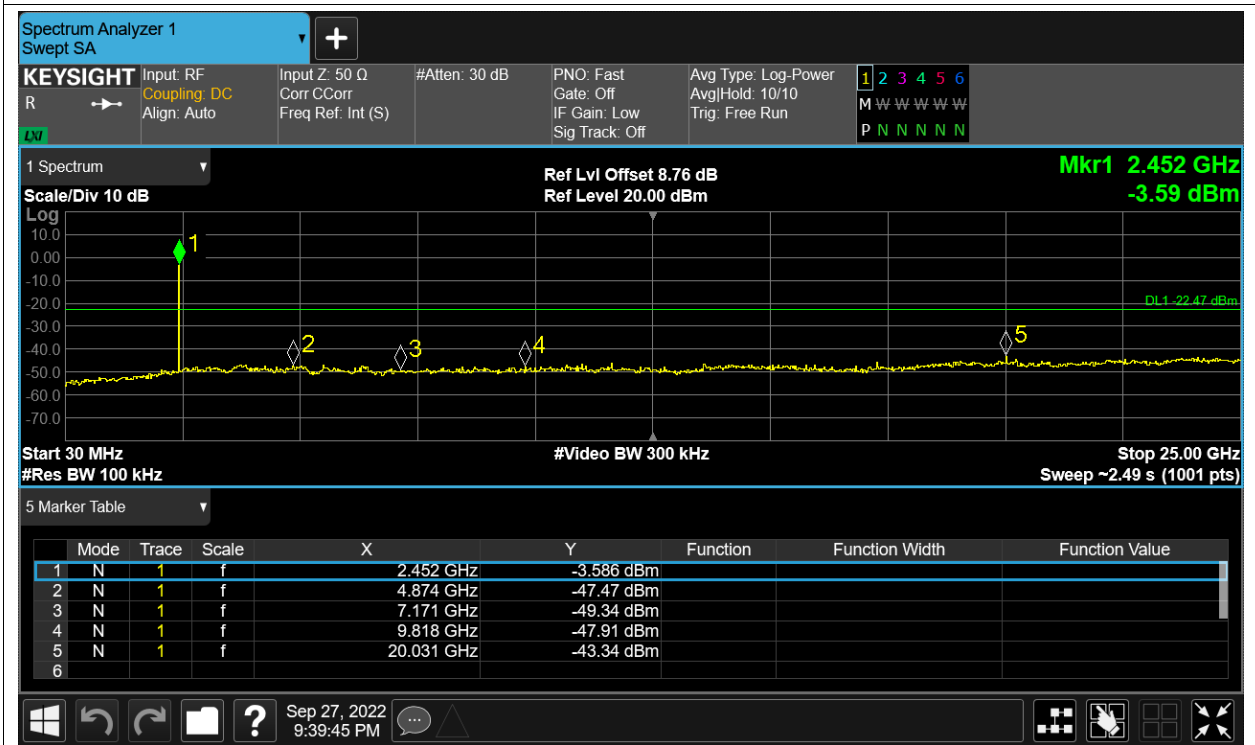 Spectrum Analyzer 1
Swept SA
KEYSIGHT
R
LXI
Input: RF
Coupling: DC
Align: Auto
Input Z: 50 Ω
Corr CCorr
Freq Ref: Int (S)
#Atten: 30 dB
PNO: Fast
Gate: Off
IF Gain: Low
Sig Track: Off
Avg Type: Log-Power
Avg|Hold: 10/10
Trig: Free Run
1 2 3 4 5 6
M W W W W W
P N N N N N
1 Spectrum
Scale/Div 10 dB
Ref Lvl Offset 8.76 dB
Ref Level 20.00 dBm
Mkr1 2.452 GHz
-3.59 dBm
Log
10.0
0.00
-10.0
-20.0
-30.0
-40.0
-50.0
-60.0
-70.0
1
2
3
4
5
DL1 -22.47 dBm
Start 30 MHz
#Video BW 300 kHz
Stop 25.00 GHz
#Res BW 100 kHz
Sweep ~2.49 s (1001 pts)
5 Marker Table
Mode Trace Scale X Y Function Function Width Function Value
1 N 1 f 2.452 GHz -3.586 dBm
2 N 1 f 4.874 GHz -47.47 dBm
3 N 1 f 7.171 GHz -49.34 dBm
4 N 1 f 9.818 GHz -47.91 dBm
5 N 1 f 20.031 GHz -43.34 dBm
6
?
Sep 27, 2022
9:39:45 PM